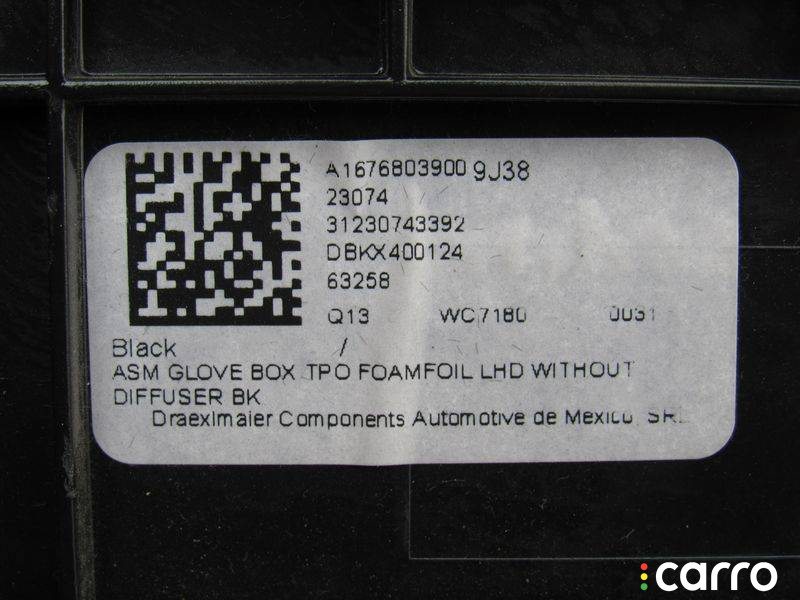 A1676803900 9J38
23074
31230743392
DBKX400124
63258
Q13 WC7180 0031
Black /
ASM GLOVE BOX TPO FOAMFOIL LHD WITHOUT
DIFFUSER BK
Draexlmaier Components Automotive de Mexico SRL
carro